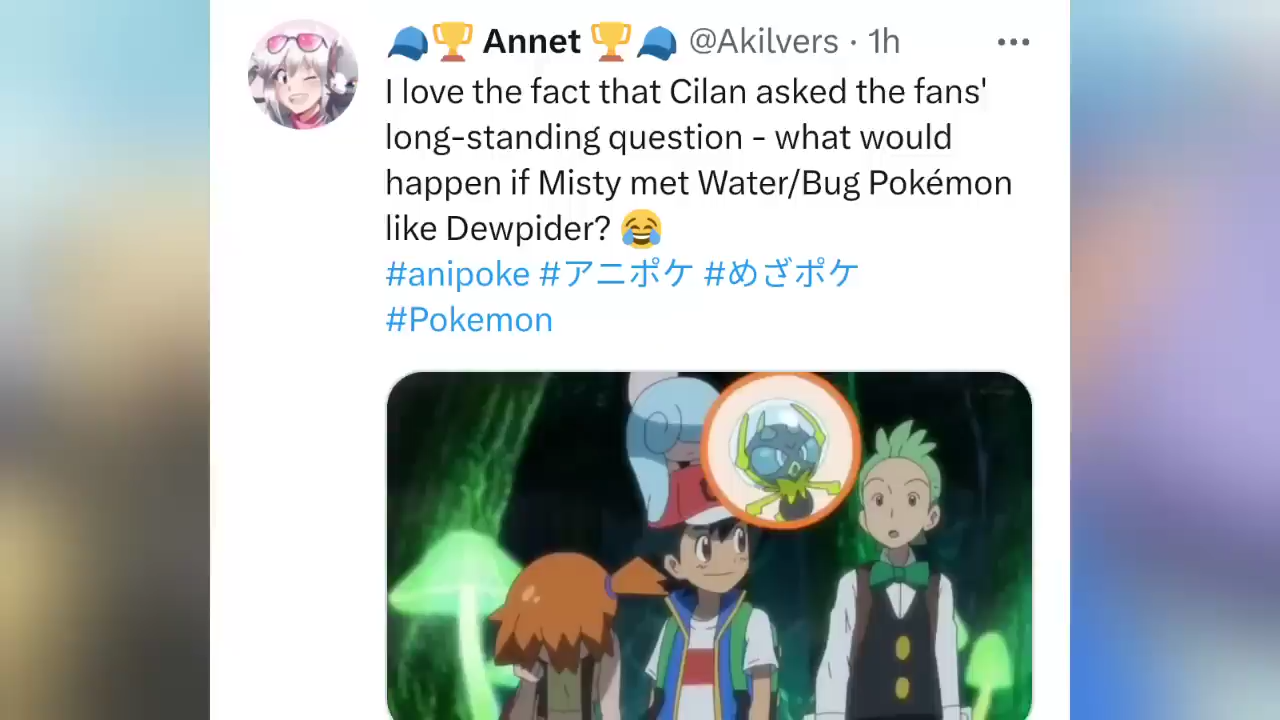 🧢🏆 Annet 🏆🧢 @Akilvers · 1h
I love the fact that Cilan asked the fans'
long-standing question - what would
happen if Misty met Water/Bug Pokémon
like Dewpider? 😂
#anipoke #アニポケ #めざポケ
#Pokemon